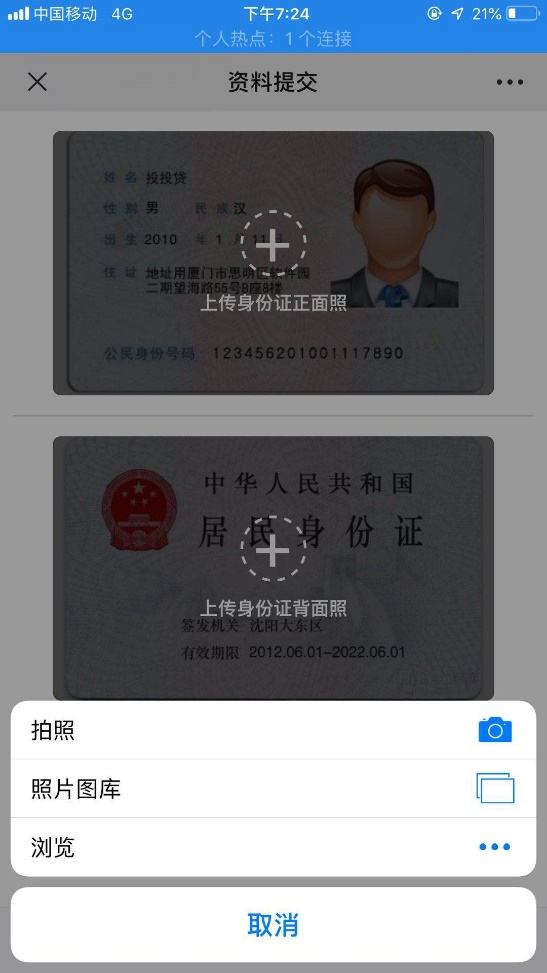 中国移动 4G 下午7:24 21%
个人热点：1 个连接
资料提交
姓名 投投贷
性别 男 民族 汉
出生 2010 年 1 月 11
住址 地址用厦门市思明区软件园
二期望海路55号B座8楼
上传身份证正面照
公民身份号码 123456201001117890
中华人民共和国
居民身份证
上传身份证背面照
签发机关 沈阳大东区
有效期限 2012.06.01-2022.06.01
拍照
照片图库
浏览
取消